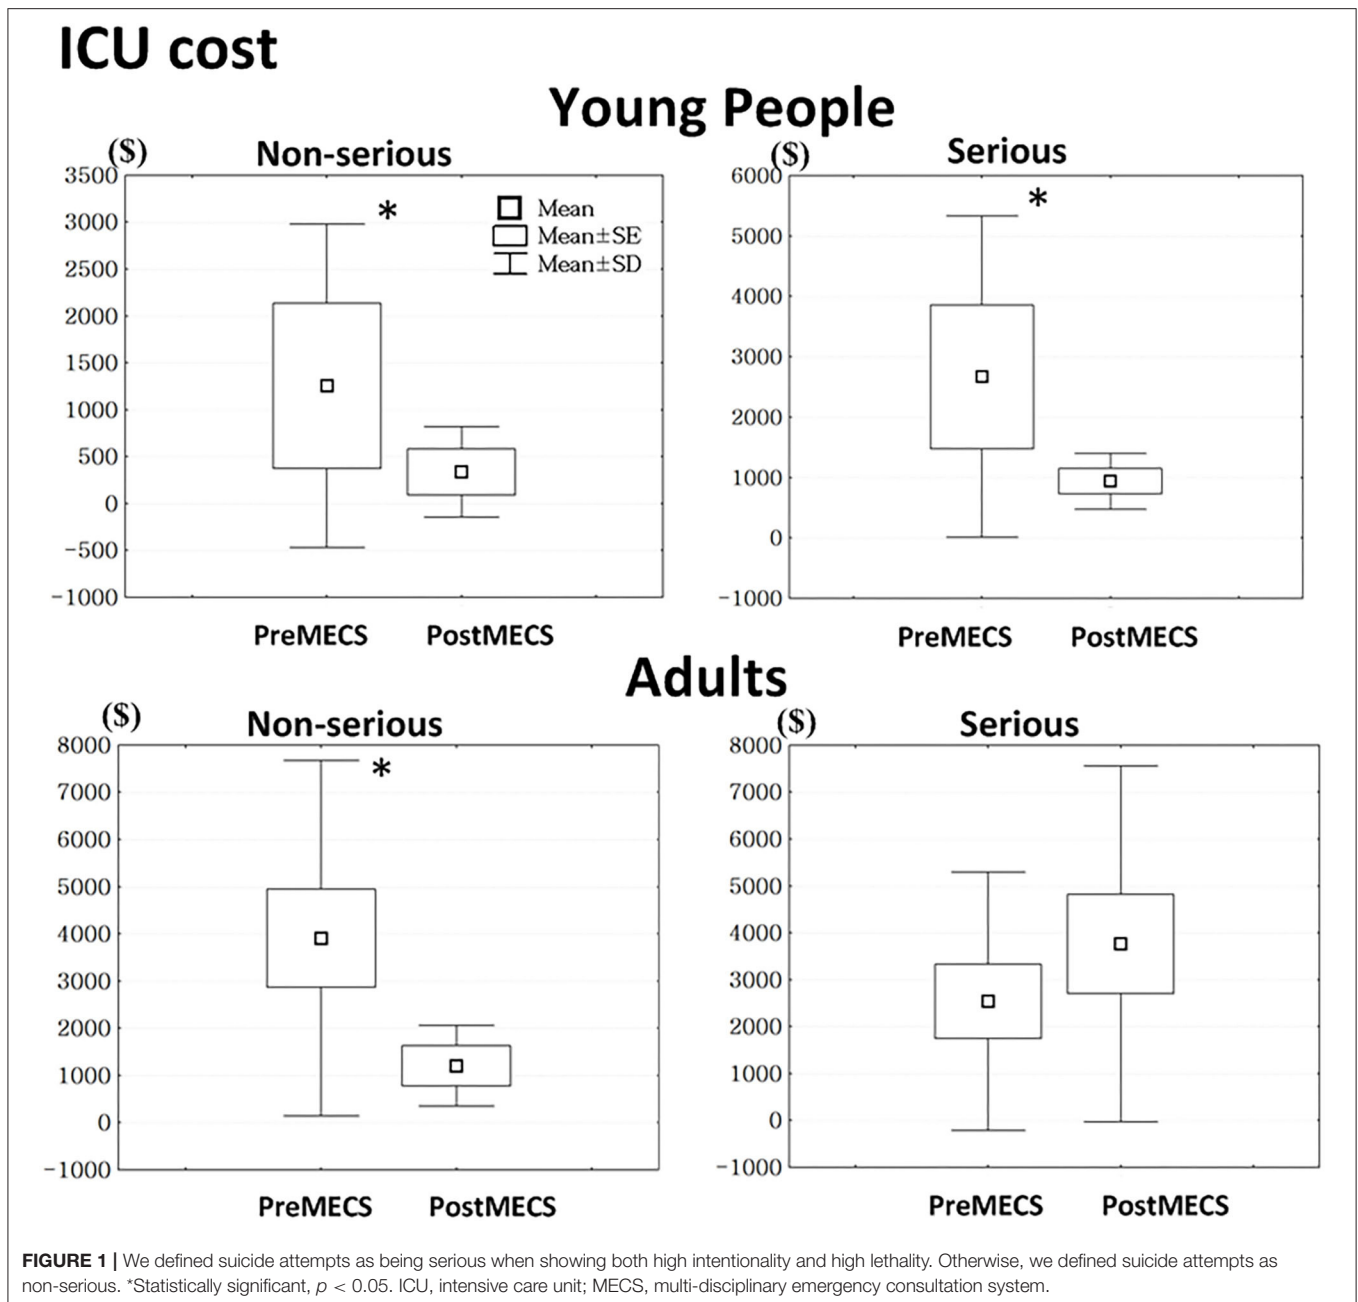 ICU cost
Young People
($)
Non-serious
3500
3000
2500
2000
1500
1000
500
0
−500
−1000
Mean
Mean±SE
Mean±SD
*
PreMECS PostMECS
($)
Serious
6000
5000
4000
3000
2000
1000
0
−1000
*
PreMECS PostMECS
Adults
($)
Non-serious
8000
7000
6000
5000
4000
3000
2000
1000
0
−1000
*
PreMECS PostMECS
($)
Serious
8000
7000
6000
5000
4000
3000
2000
1000
0
−1000
PreMECS PostMECS
FIGURE 1 | We defined suicide attempts as being serious when showing both high intentionality and high lethality. Otherwise, we defined suicide attempts as
non-serious. *Statistically significant, p < 0.05. ICU, intensive care unit; MECS, multi-disciplinary emergency consultation system.